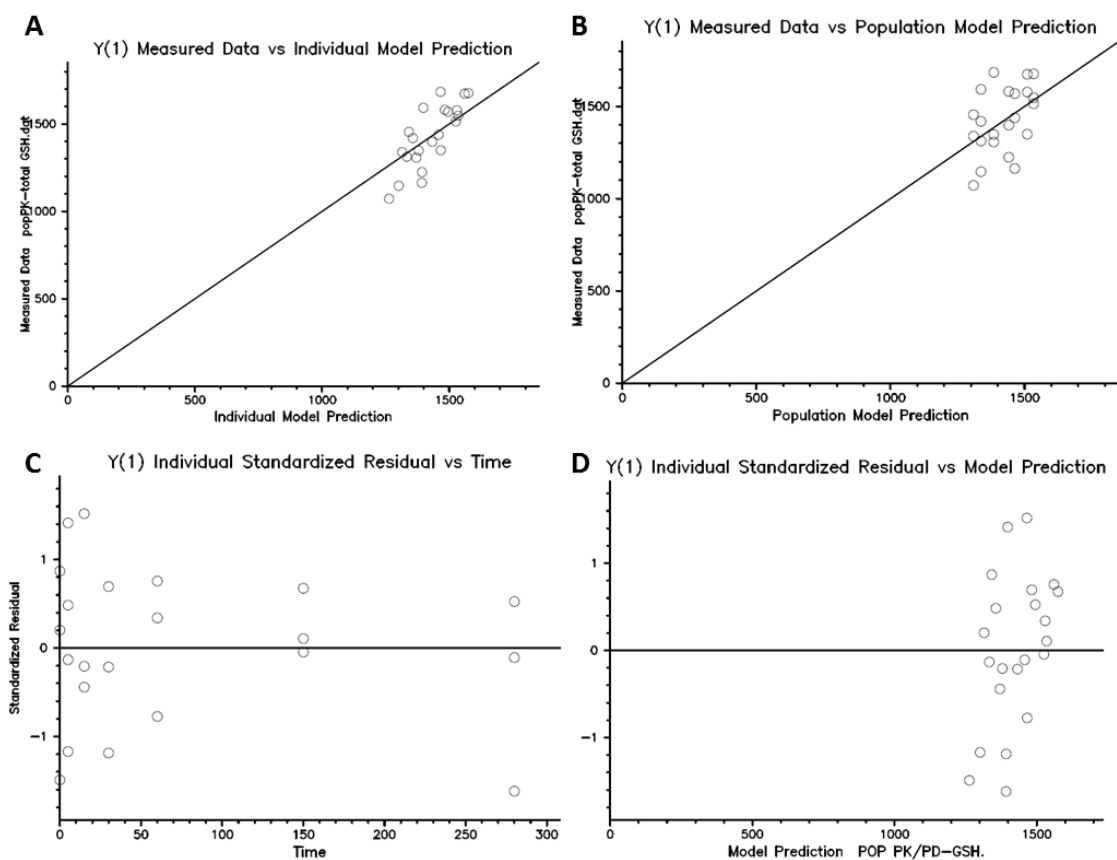 A
Y(1) Measured Data vs Individual Model Prediction
Measured Data popPK-total GSH.dat
1500
1000
500
0
0
500
1000
1500
Individual Model Prediction
B
Y(1) Measured Data vs Population Model Prediction
Measured Data popPK-total GSH.dat
1500
1000
500
0
0
500
1000
1500
Population Model Prediction
C
Y(1) Individual Standardized Residual vs Time
Standardized Residual
1
0
-1
0
50
100
150
200
250
300
Time
D
Y(1) Individual Standardized Residual vs Model Prediction
1
0
-1
0
500
1000
1500
Model Prediction POP PK/PD-GSH.